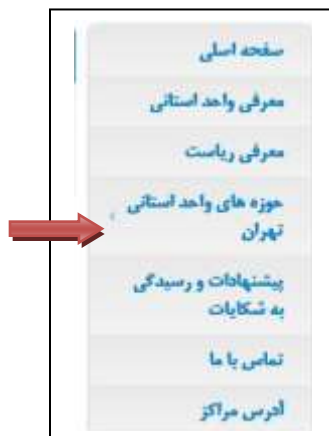 صفحه اصلی
معرفی واحد استانی
معرفی ریاست
حوزه های واحد استانی
تهران
پیشنهادات و رسیدگی
به شکایات
تماس با ما
آدرس مراکز